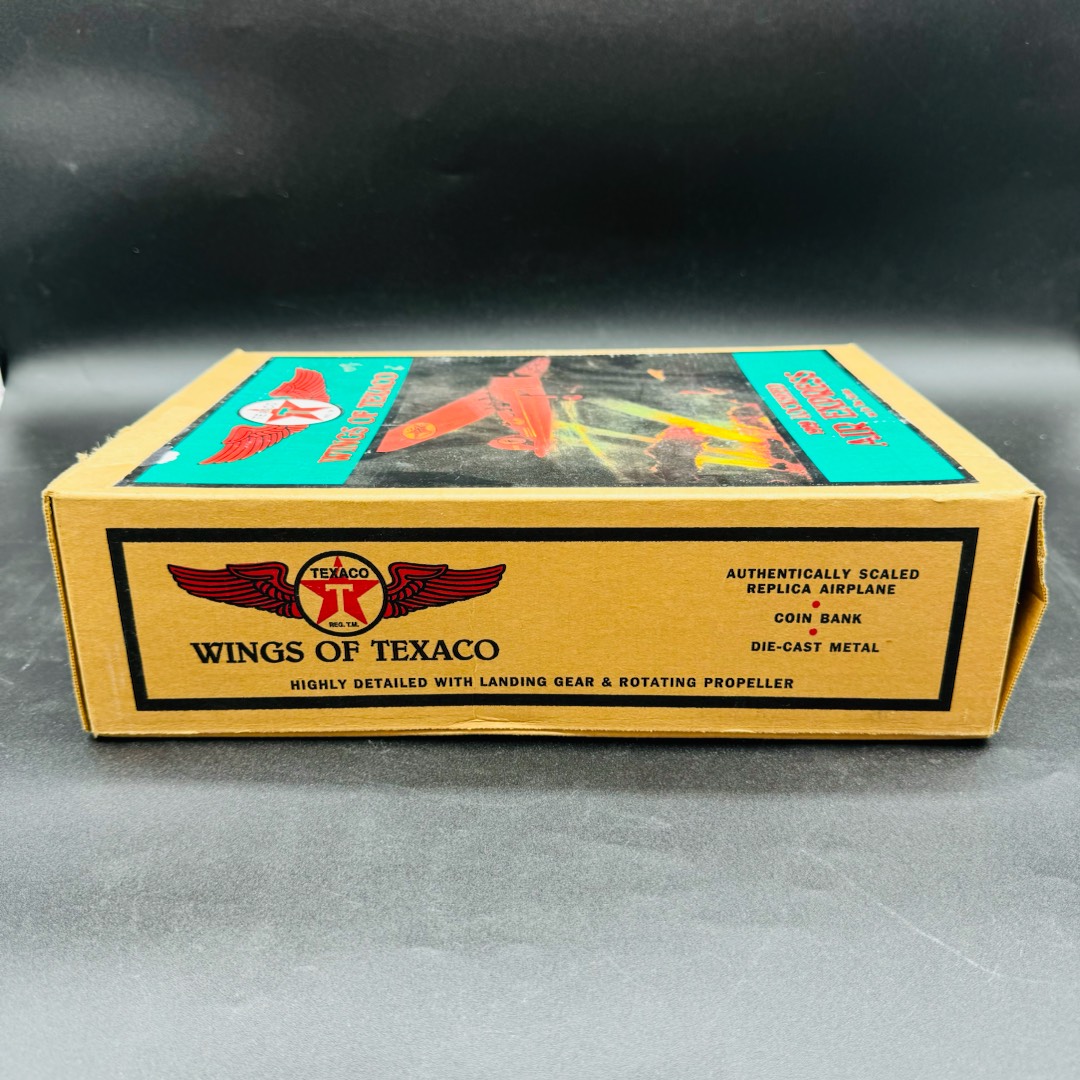 WINGS OF TEXACO
AIR EXPRESS
TEXACO
T
REG. T.M.
WINGS OF TEXACO
HIGHLY DETAILED WITH LANDING GEAR & ROTATING PROPELLER
AUTHENTICALLY SCALED
REPLICA AIRPLANE
COIN BANK
DIE-CAST METAL